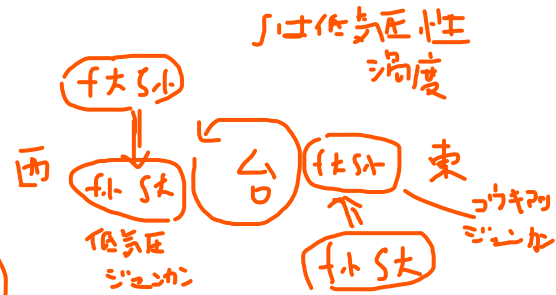 ζは低気圧性
渦度
f大 ζ小
西
f小 ζ大
台
f大 ζ小
東
低気圧
ジュンカン
コウキアツ
ジュンカン
f小 ζ大